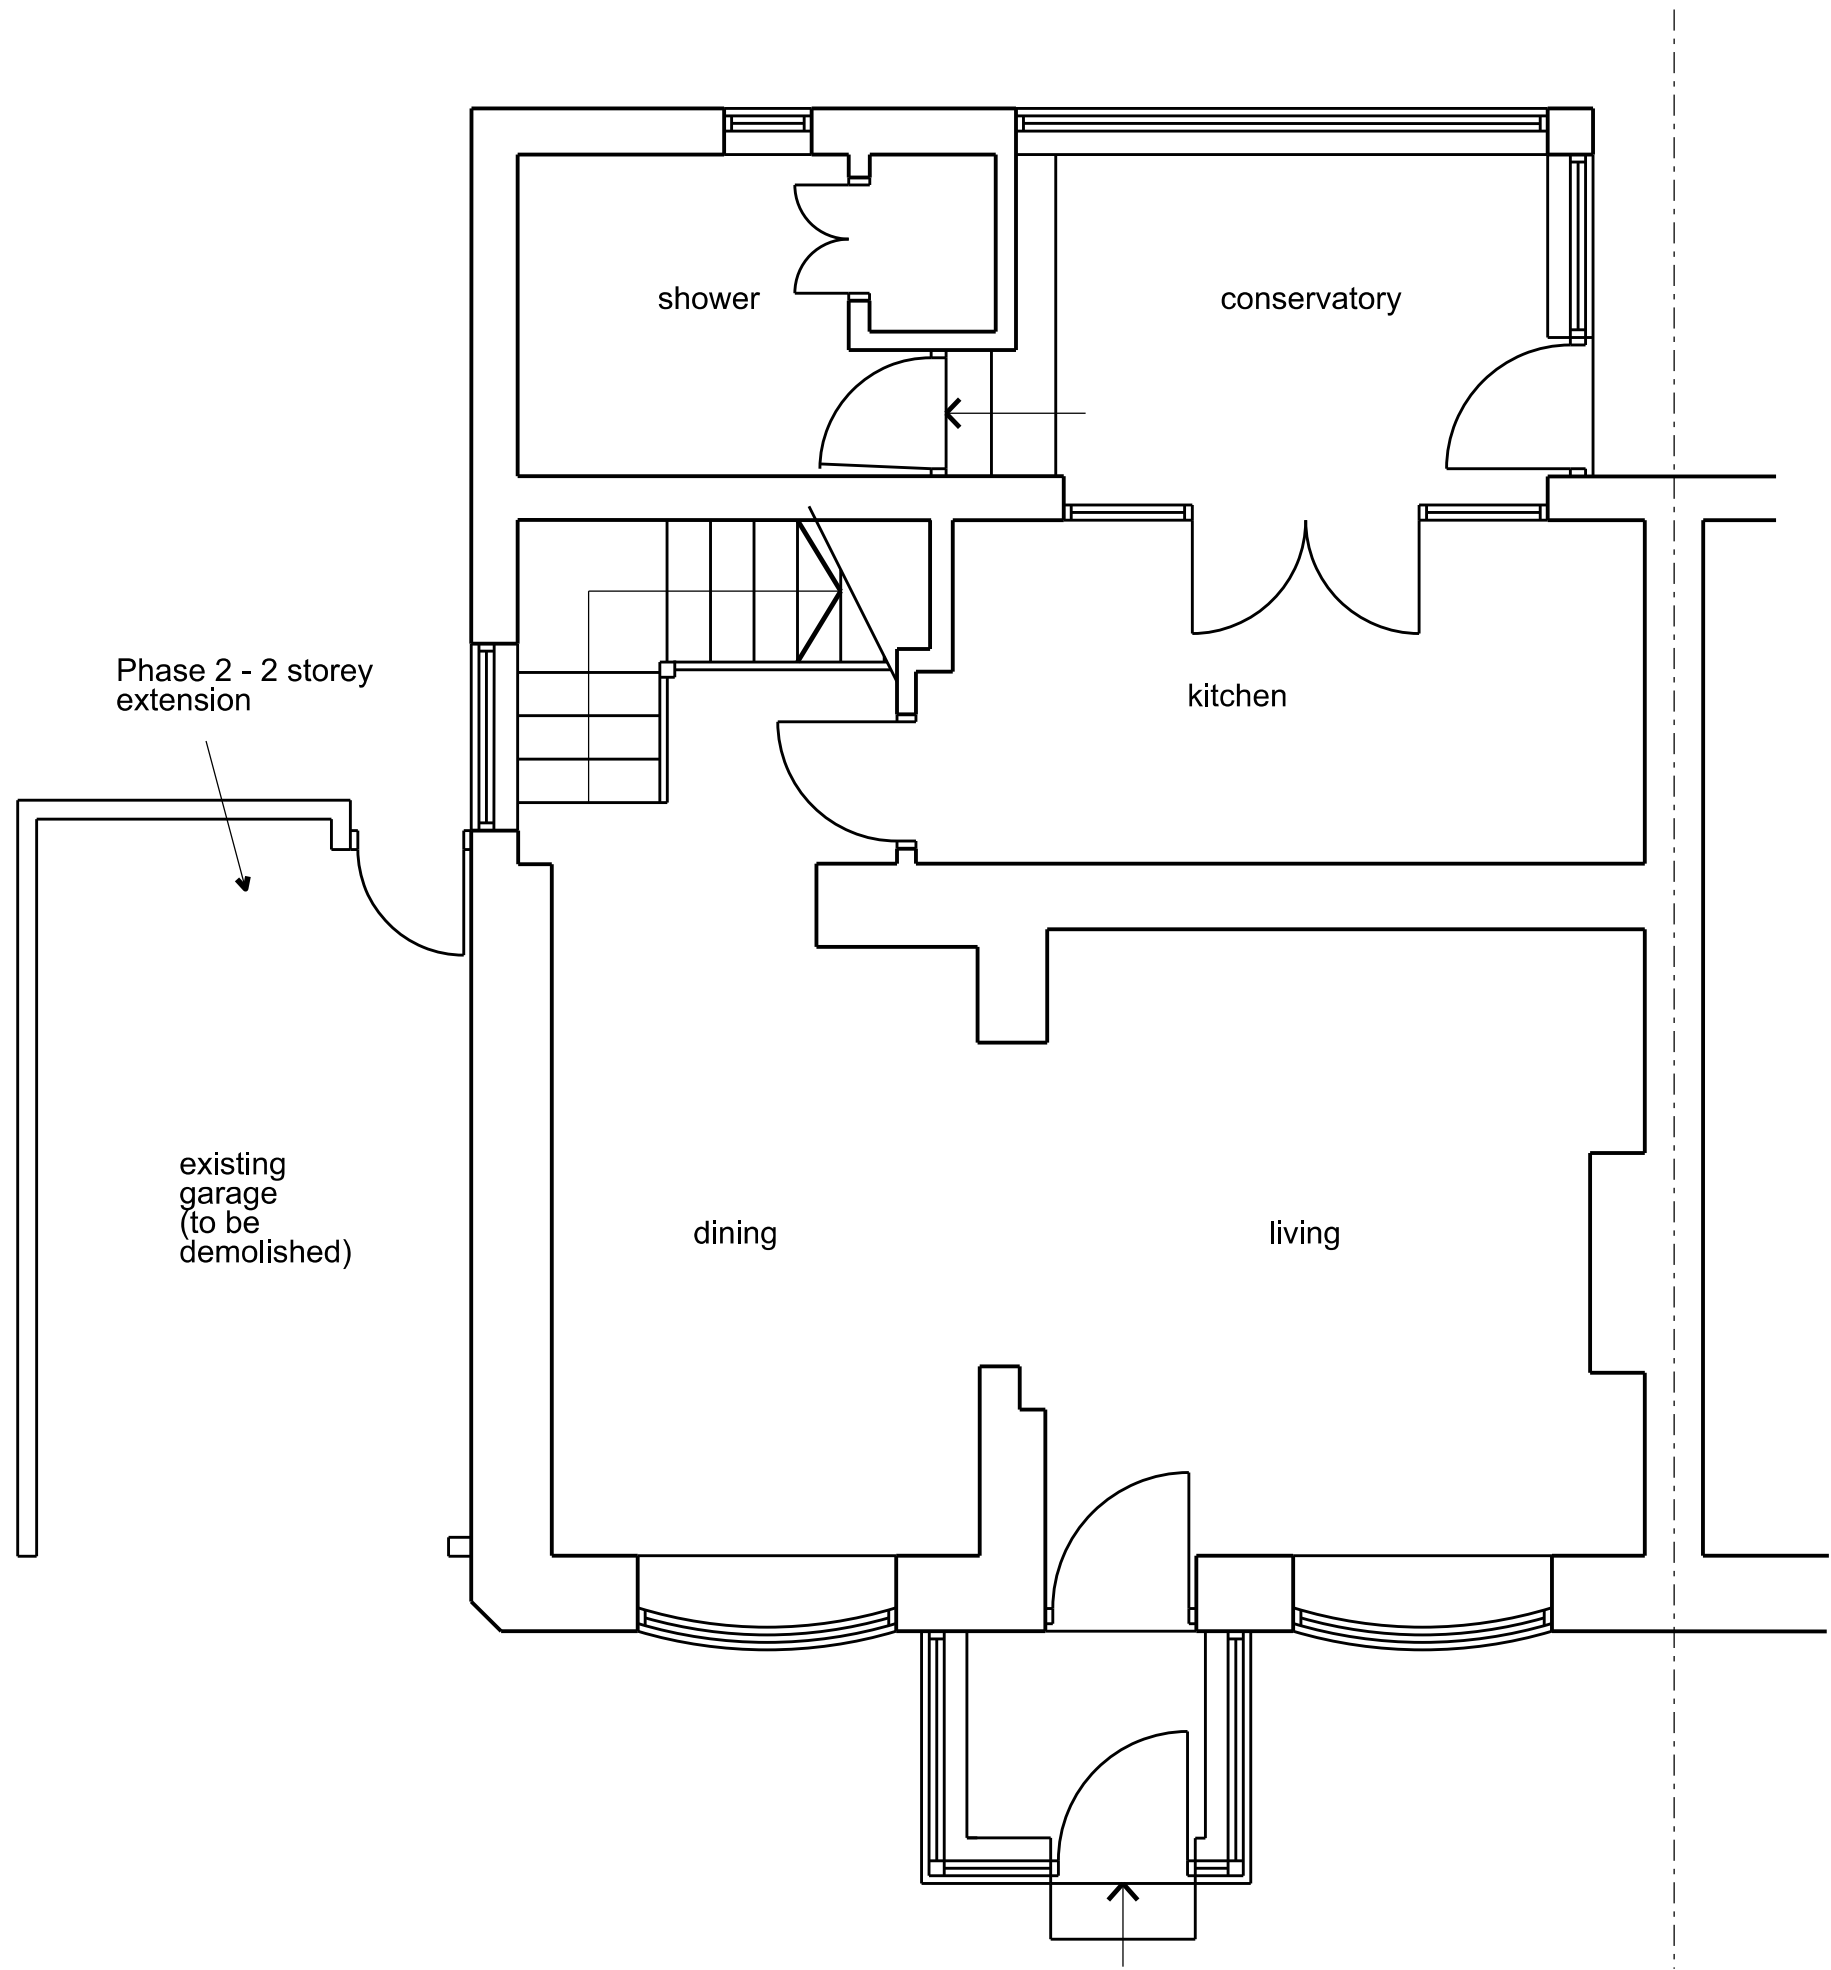 shower
conservatory
Phase 2 - 2 storey
extension
kitchen
existing
garage
(to be
demolished)
dining
living